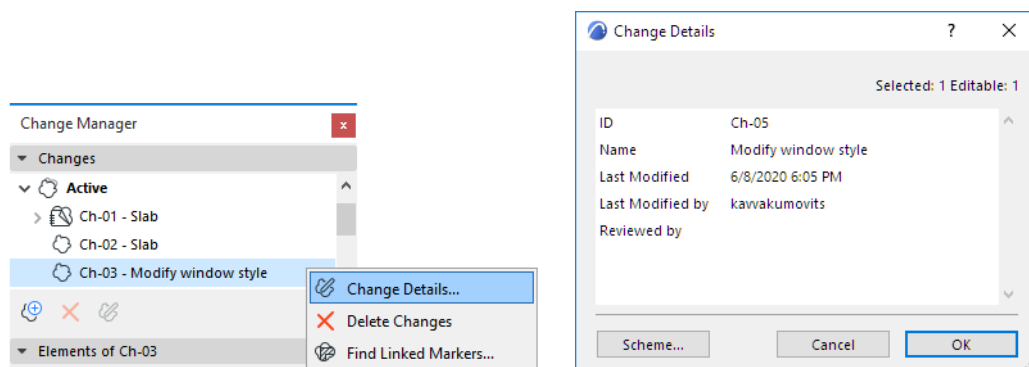 Change Manager
x
Changes
Active
Ch-01 - Slab
Ch-02 - Slab
Ch-03 - Modify window style
Elements of Ch-03
Change Details...
Delete Changes
Find Linked Markers...
Change Details
?
Selected: 1 Editable: 1
ID Ch-05
Name Modify window style
Last Modified 6/8/2020 6:05 PM
Last Modified by kavvakumovits
Reviewed by
Scheme... Cancel OK